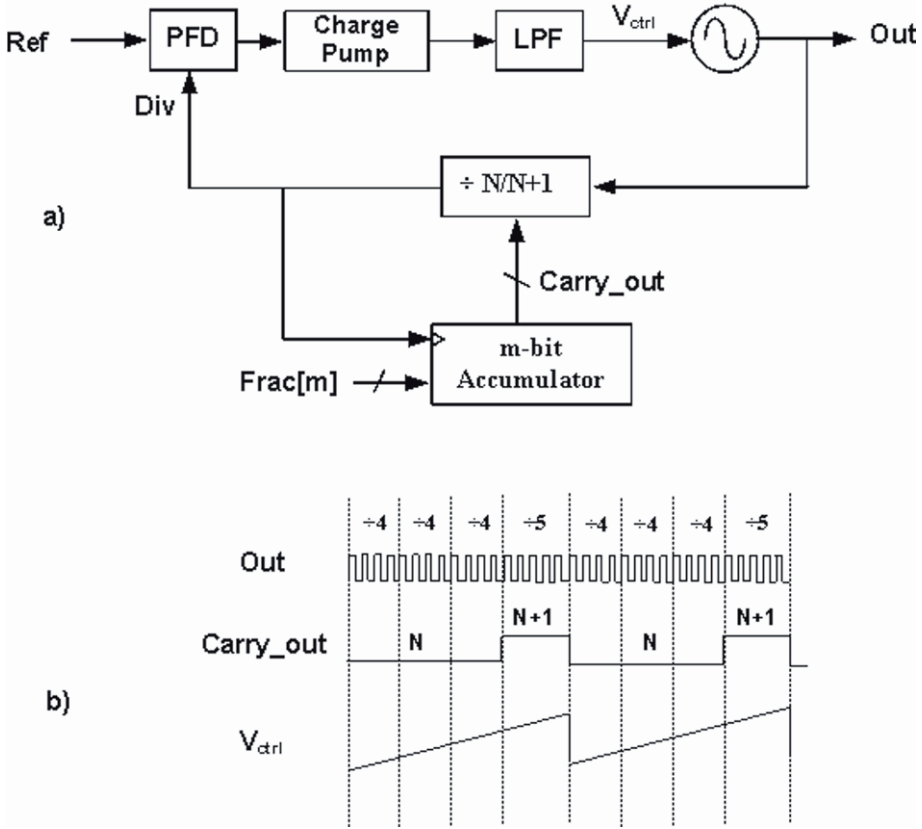 Ref
PFD
Charge
Pump
LPF
Vctrl
Out
Div
÷ N/N+1
a)
Carry_out
m-bit
Accumulator
Frac[m]
÷4 ÷4 ÷4 ÷5 ÷4 ÷4 ÷4 ÷5
Out
N+1 N+1
Carry_out N N
b)
Vctrl